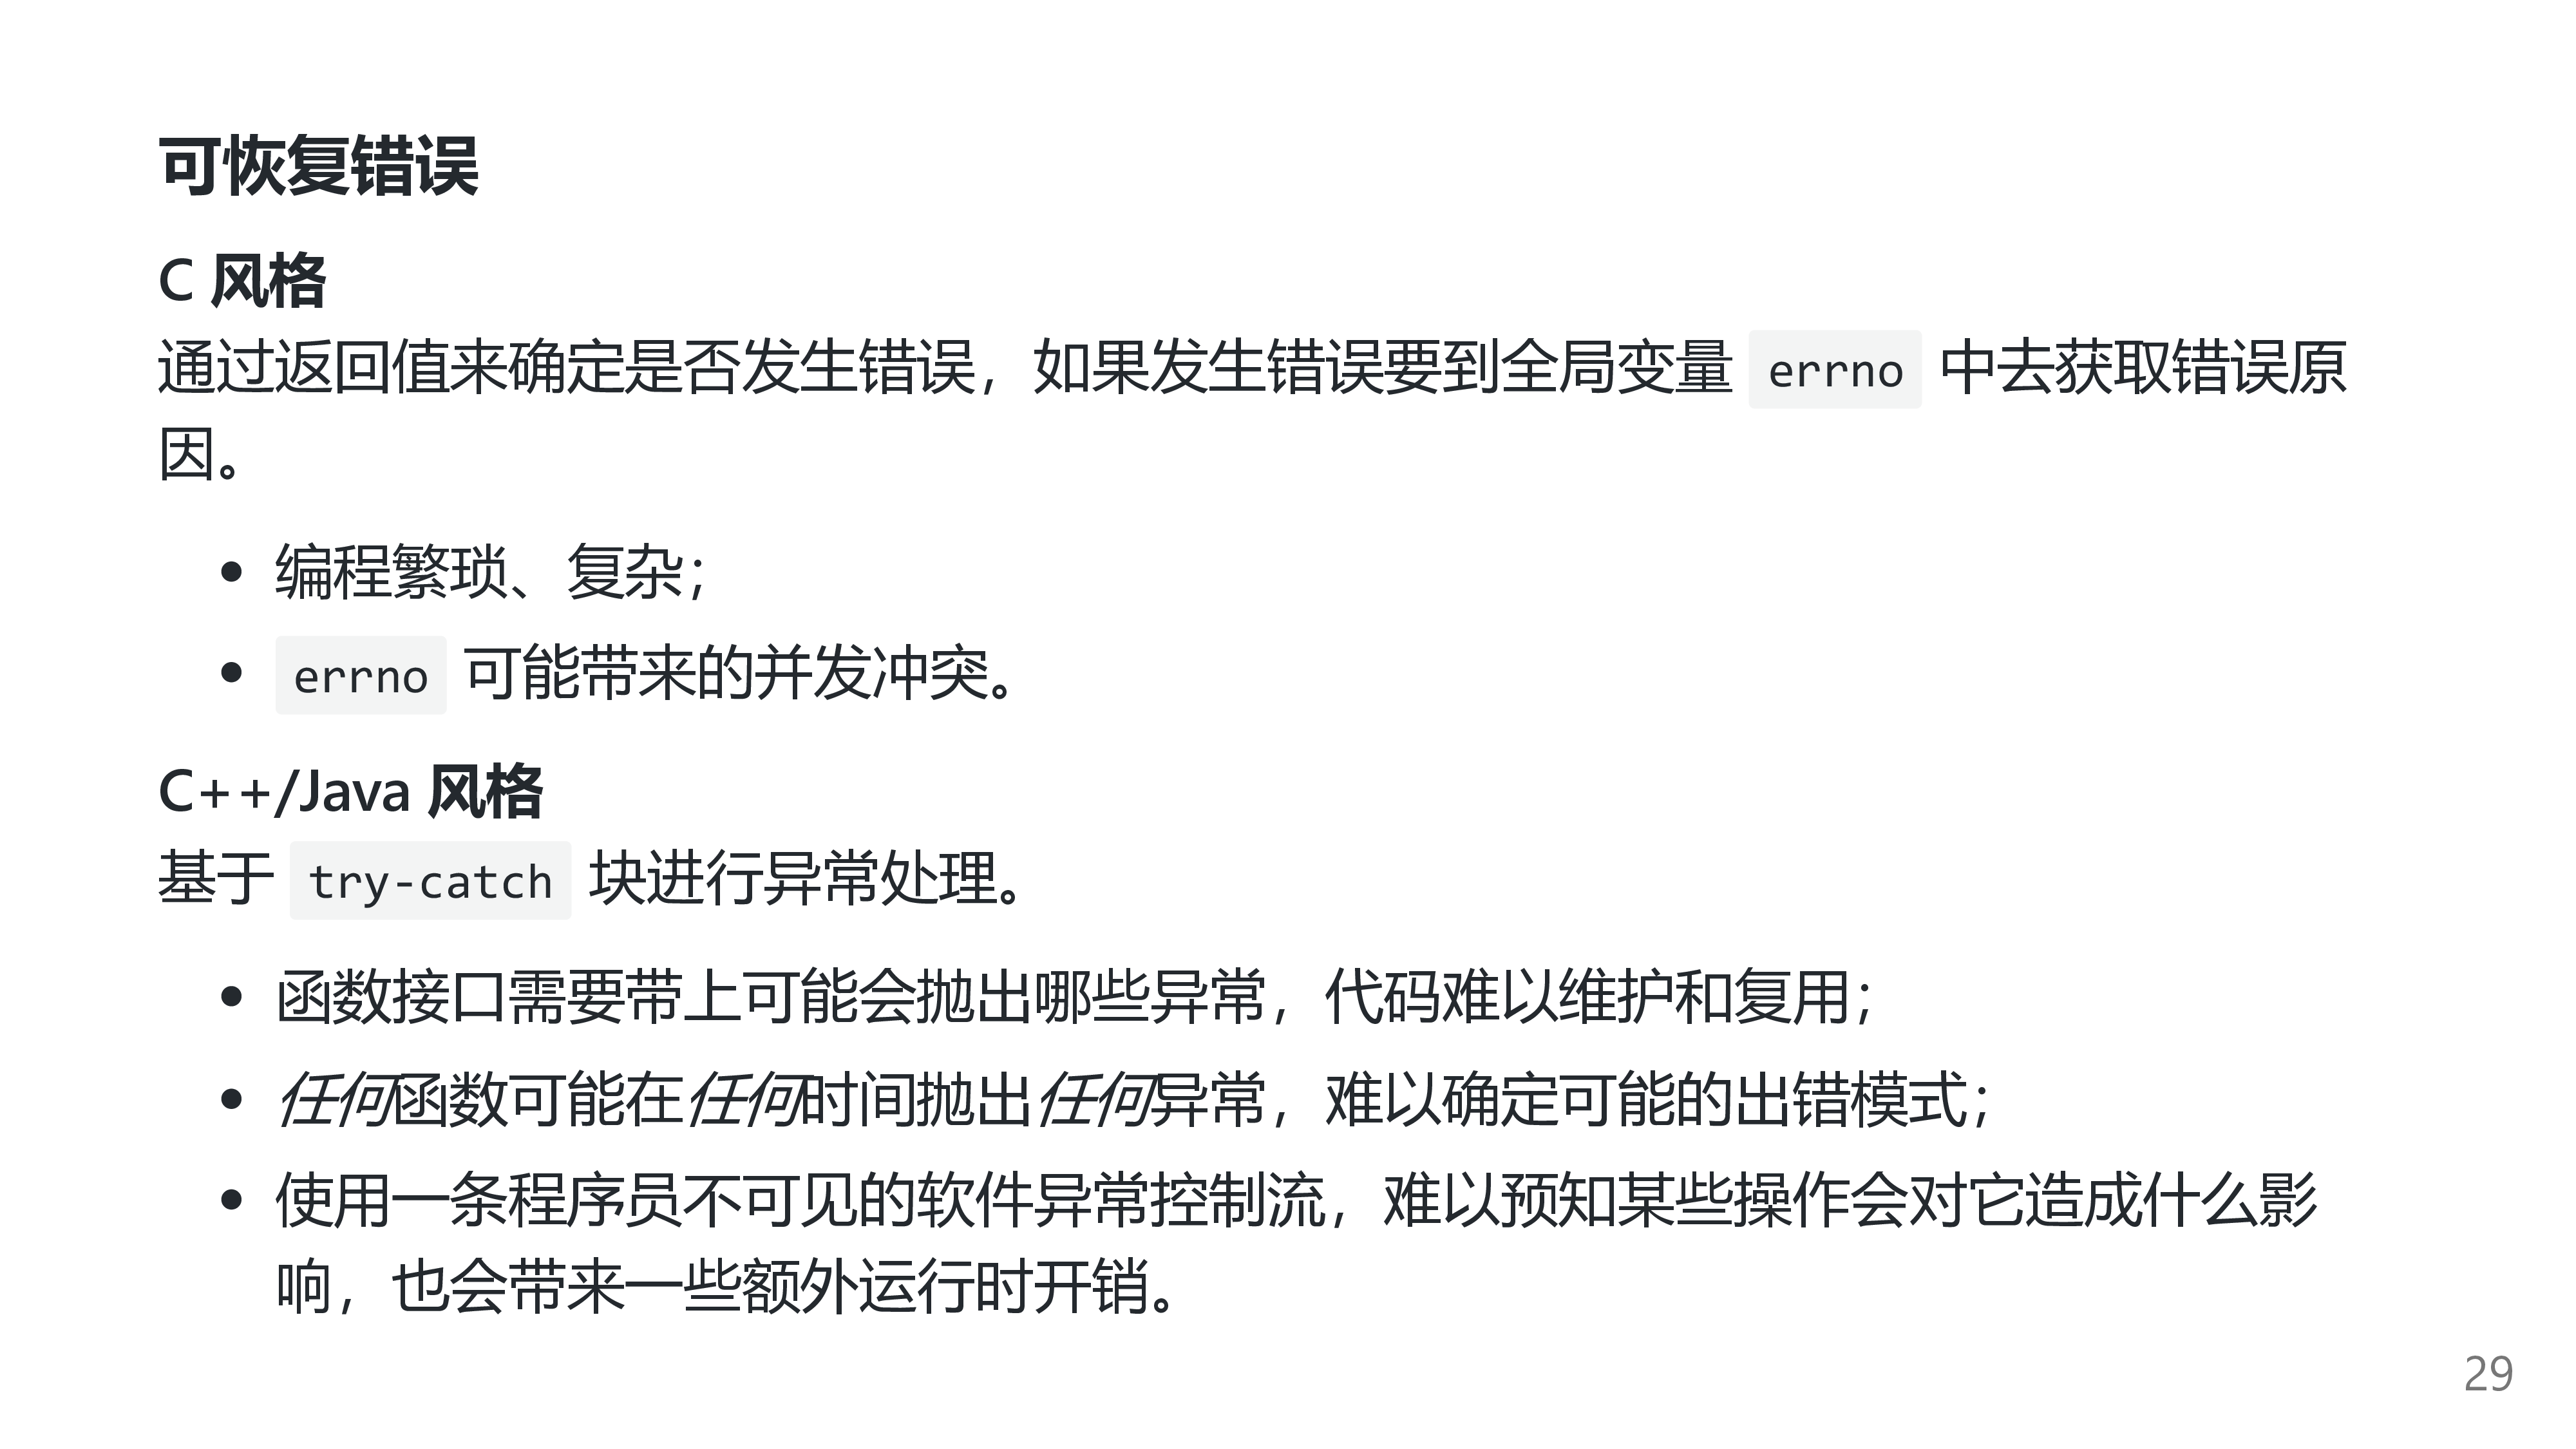 可恢复错误
C 风格
通过返回值来确定是否发生错误，如果发生错误要到全局变量 errno 中去获取错误原
因。
• 编程繁琐、复杂；
• errno 可能带来的并发冲突。
C++/Java 风格
基于 try-catch 块进行异常处理。
• 函数接口需要带上可能会抛出哪些异常，代码难以维护和复用；
• 任何函数可能在任何时间抛出任何异常，难以确定可能的出错模式；
• 使用一条程序员不可见的软件异常控制流，难以预知某些操作会对它造成什么影
响，也会带来一些额外运行时开销。
29